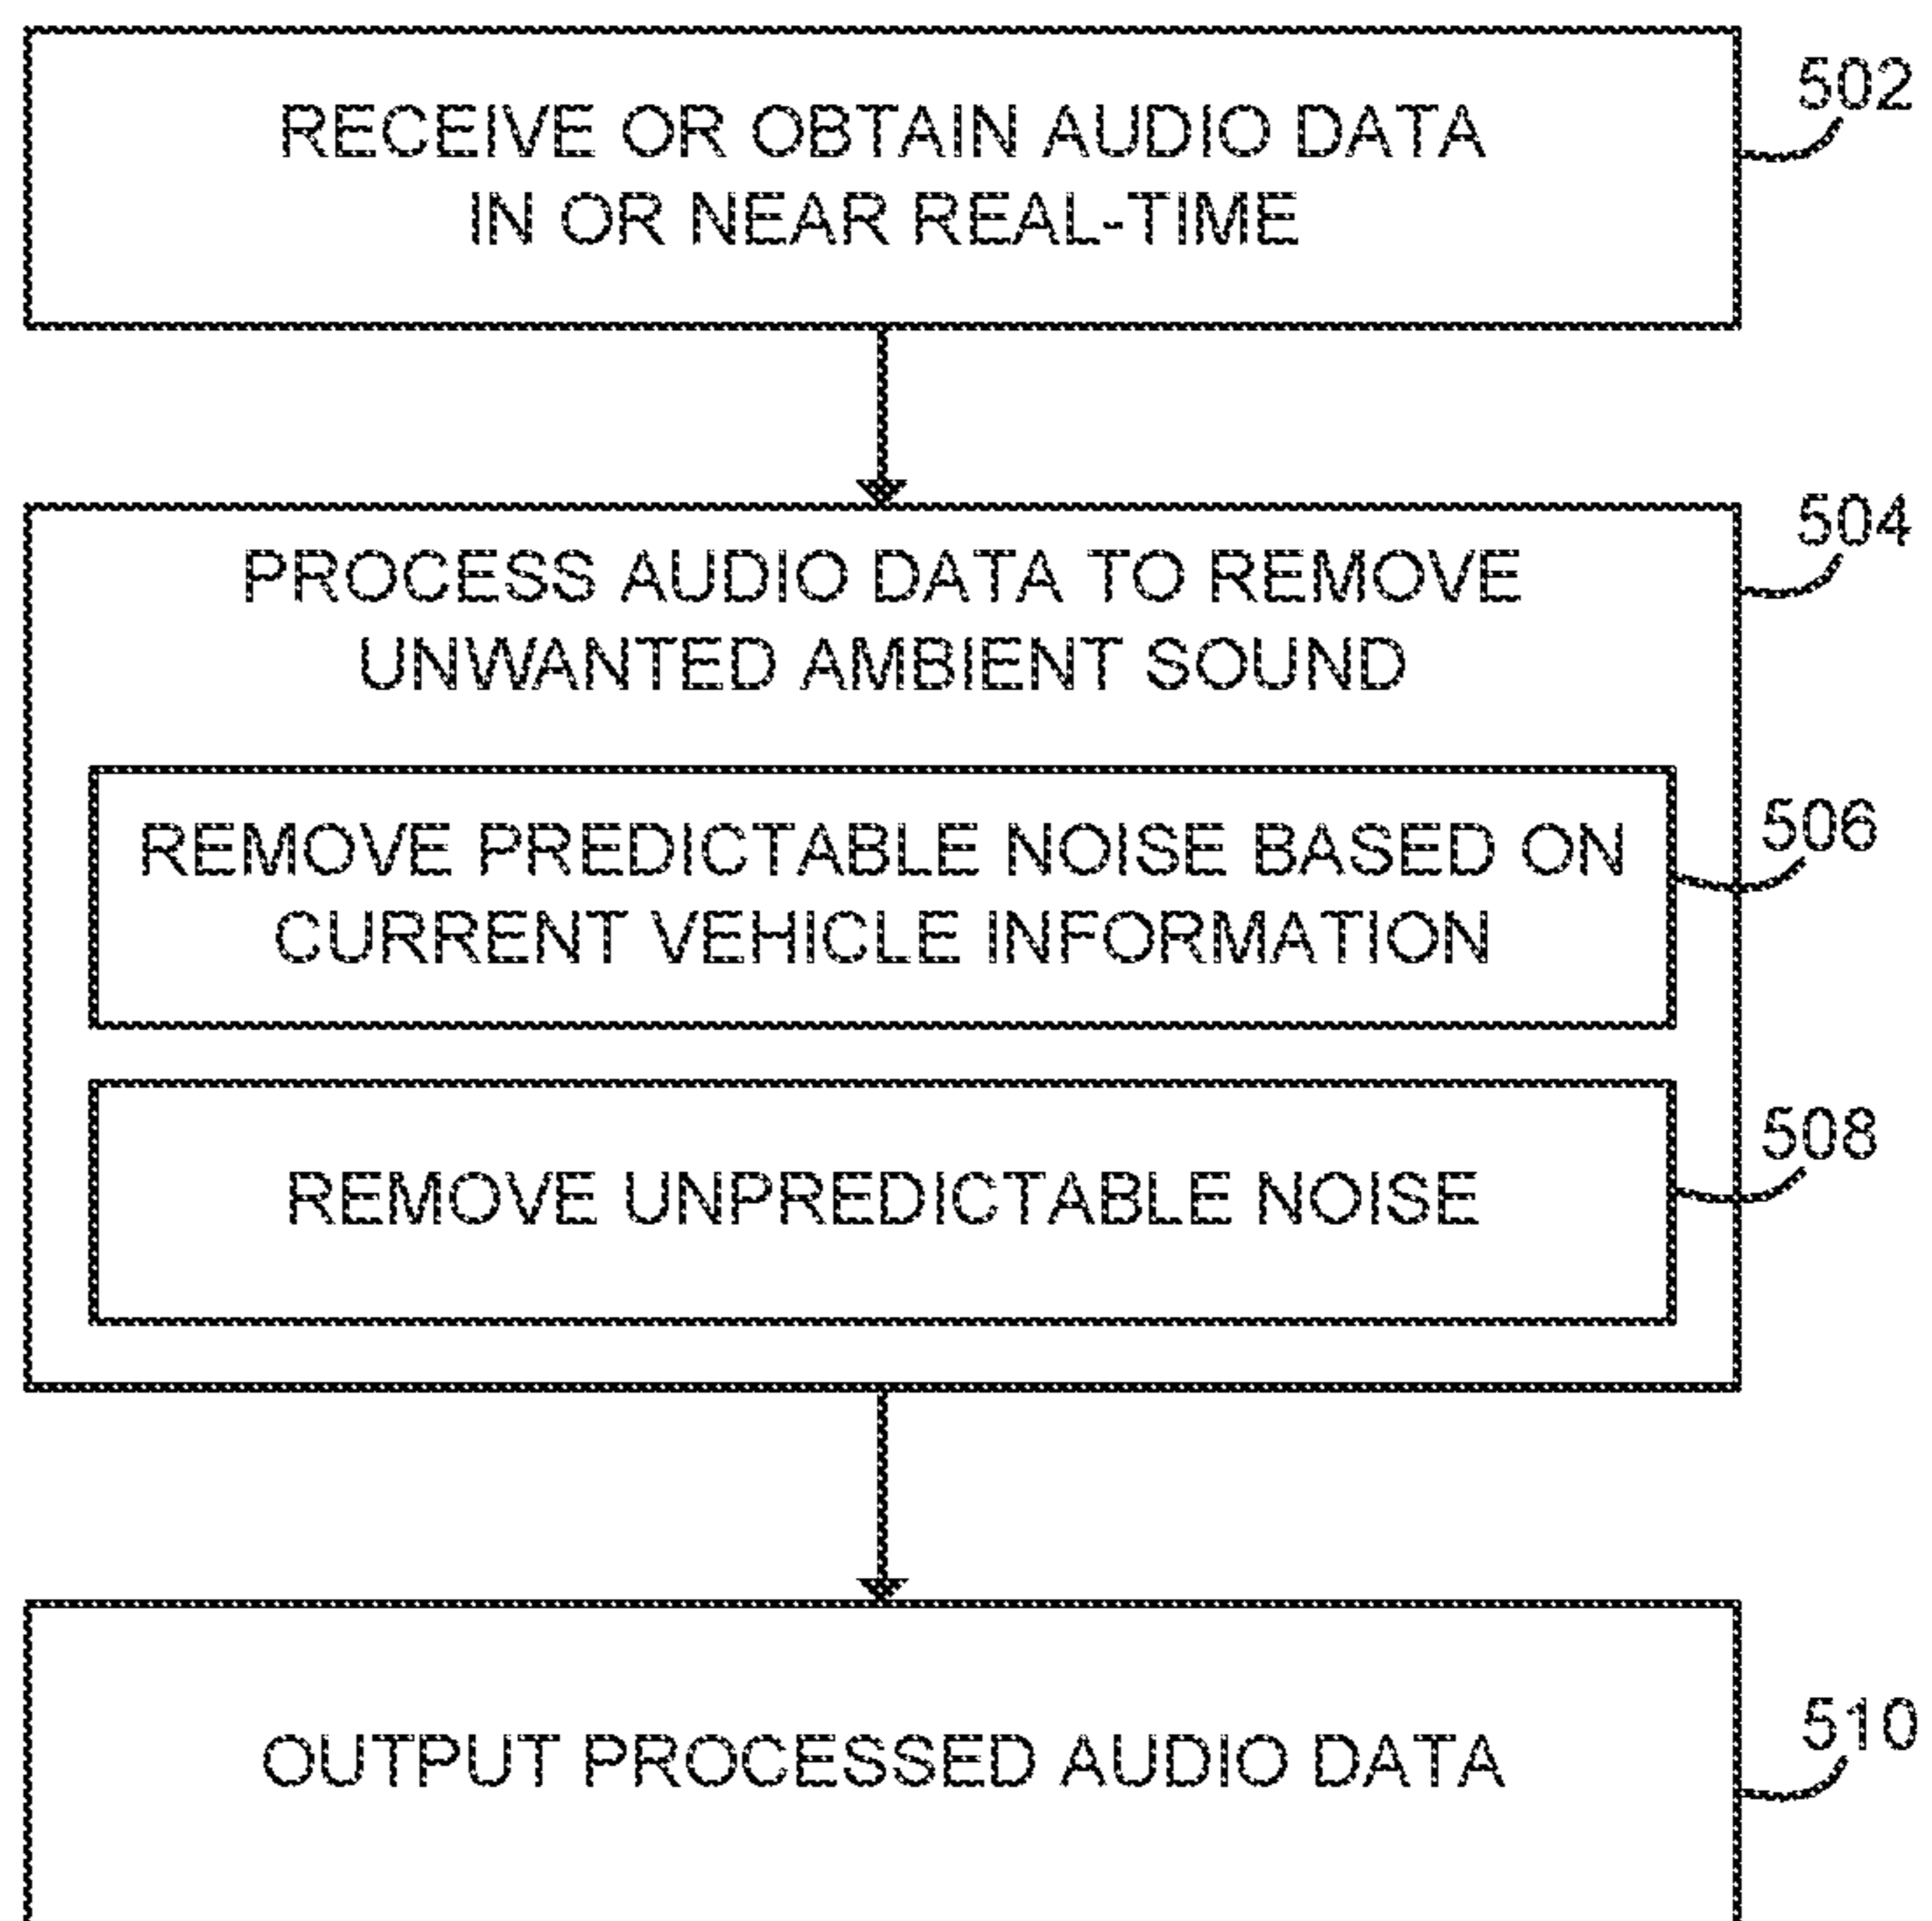 RECEIVE OR OBTAIN AUDIO DATA
IN OR NEAR REAL-TIME
502
PROCESS AUDIO DATA TO REMOVE
UNWANTED AMBIENT SOUND
504
REMOVE PREDICTABLE NOISE BASED ON
CURRENT VEHICLE INFORMATION
506
REMOVE UNPREDICTABLE NOISE
508
OUTPUT PROCESSED AUDIO DATA
510